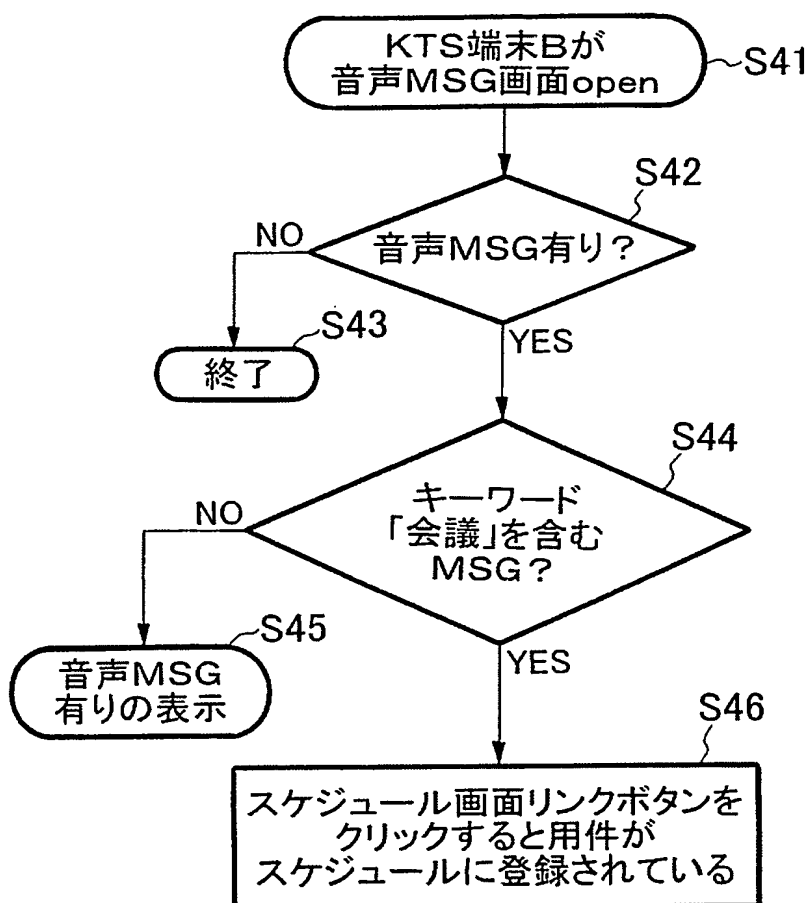 KTS端末Bが
音声MSG画面open
S41
S42
音声MSG有り?
NO
S43
終了
YES
S44
キーワード
「会議」を含む
MSG?
NO
S45
音声MSG
有りの表示
YES
S46
スケジュール画面リンクボタンを
クリックすると用件が
スケジュールに登録されている